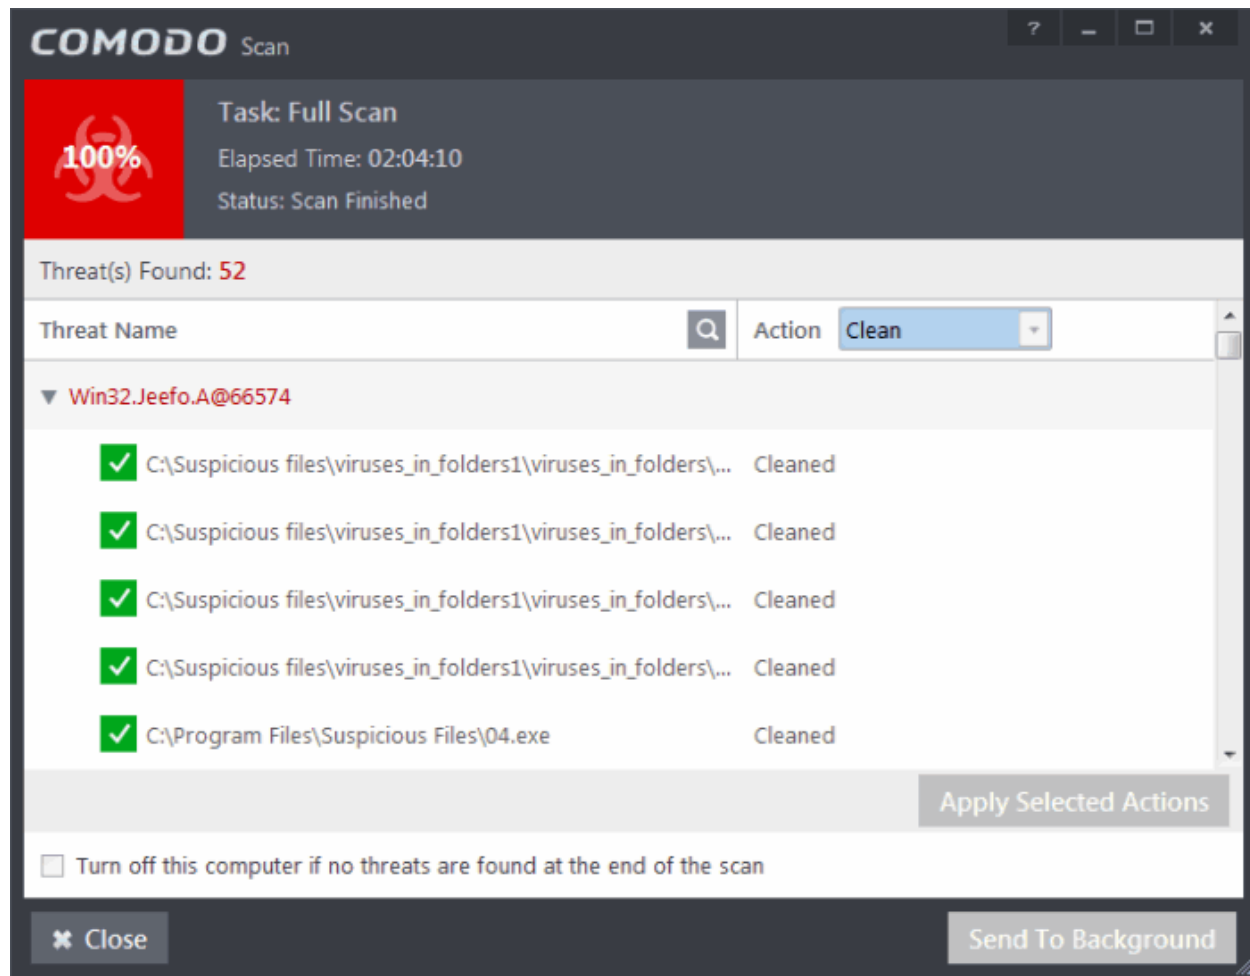 COMODO Scan
?
100%
Task: Full Scan
Elapsed Time: 02:04:10
Status: Scan Finished
Threat(s) Found: 52
Threat Name Action Clean
Win32.Jeefo.A@66574
C:\Suspicious files\viruses_in_folders1\viruses_in_folders\... Cleaned
C:\Suspicious files\viruses_in_folders1\viruses_in_folders\... Cleaned
C:\Suspicious files\viruses_in_folders1\viruses_in_folders\... Cleaned
C:\Suspicious files\viruses_in_folders1\viruses_in_folders\... Cleaned
C:\Program Files\Suspicious Files\04.exe Cleaned
Apply Selected Actions
Turn off this computer if no threats are found at the end of the scan
Close Send To Background